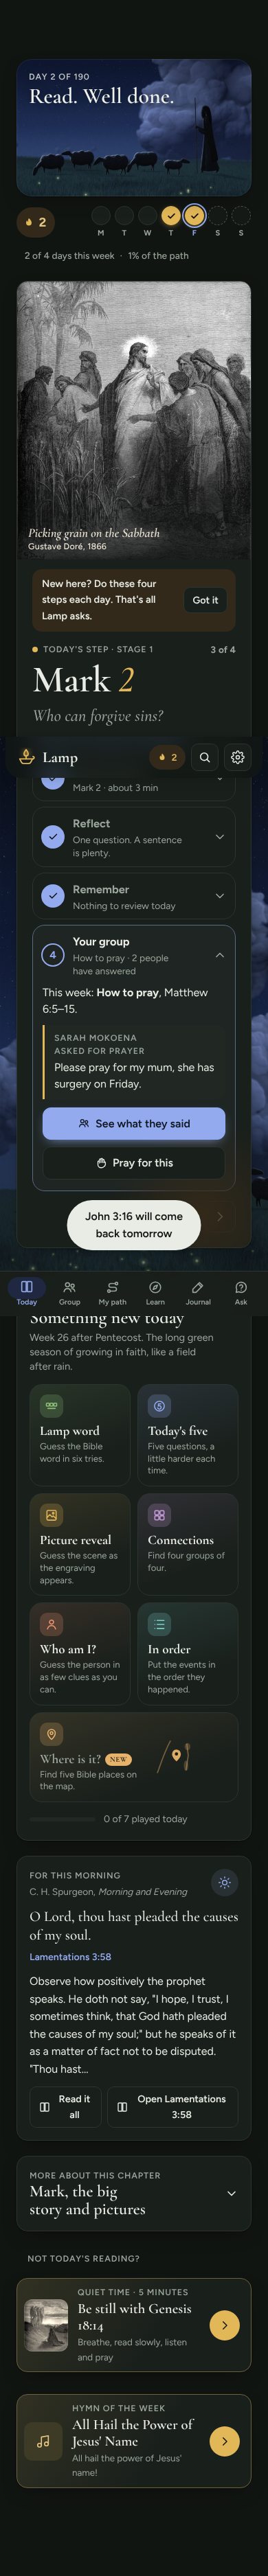 DAY 2 OF 190
Read. Well done.
2
M T W T F S S
2 of 4 days this week · 1% of the path
Picking grain on the Sabbath
Gustave Doré, 1866
New here? Do these four
steps each day. That's all
Lamp asks.
Got it
TODAY'S STEP · STAGE 1
3 of 4
Mark 2
Who can forgive sins?
Lamp
2
Mark 2 · about 3 min
Reflect
One question. A sentence
is plenty.
Remember
Nothing to review today
4
Your group
How to pray · 2 people
have answered
This week: How to pray, Matthew
6:5–15.
SARAH MOKOENA
ASKED FOR PRAYER
Please pray for my mum, she has
surgery on Friday.
See what they said
Pray for this
John 3:16 will come
back tomorrow
Today
Group
My path
Learn
Journal
Ask
Something new today
Week 26 after Pentecost. The long green
season of growing in faith, like a field
after rain.
Lamp word
Guess the Bible
word in six tries.
Today's five
Five questions, a
little harder each
time.
Picture reveal
Guess the scene as
the engraving
appears.
Connections
Find four groups of
four.
Who am I?
Guess the person in
as few clues as you
can.
In order
Put the events in
the order they
happened.
Where is it? NEW
Find five Bible places on
the map.
0 of 7 played today
FOR THIS MORNING
C. H. Spurgeon, Morning and Evening
O Lord, thou hast pleaded the causes
of my soul.
Lamentations 3:58
Observe how positively the prophet
speaks. He doth not say, "I hope, I trust, I
sometimes think, that God hath pleaded
the causes of my soul;" but he speaks of it
as a matter of fact not to be disputed.
"Thou hast...
Read it
all
Open Lamentations
3:58
MORE ABOUT THIS CHAPTER
Mark, the big
story and pictures
NOT TODAY'S READING?
QUIET TIME · 5 MINUTES
Be still with Genesis
18:14
Breathe, read slowly, listen
and pray
HYMN OF THE WEEK
All Hail the Power of
Jesus' Name
All hail the power of Jesus'
name!